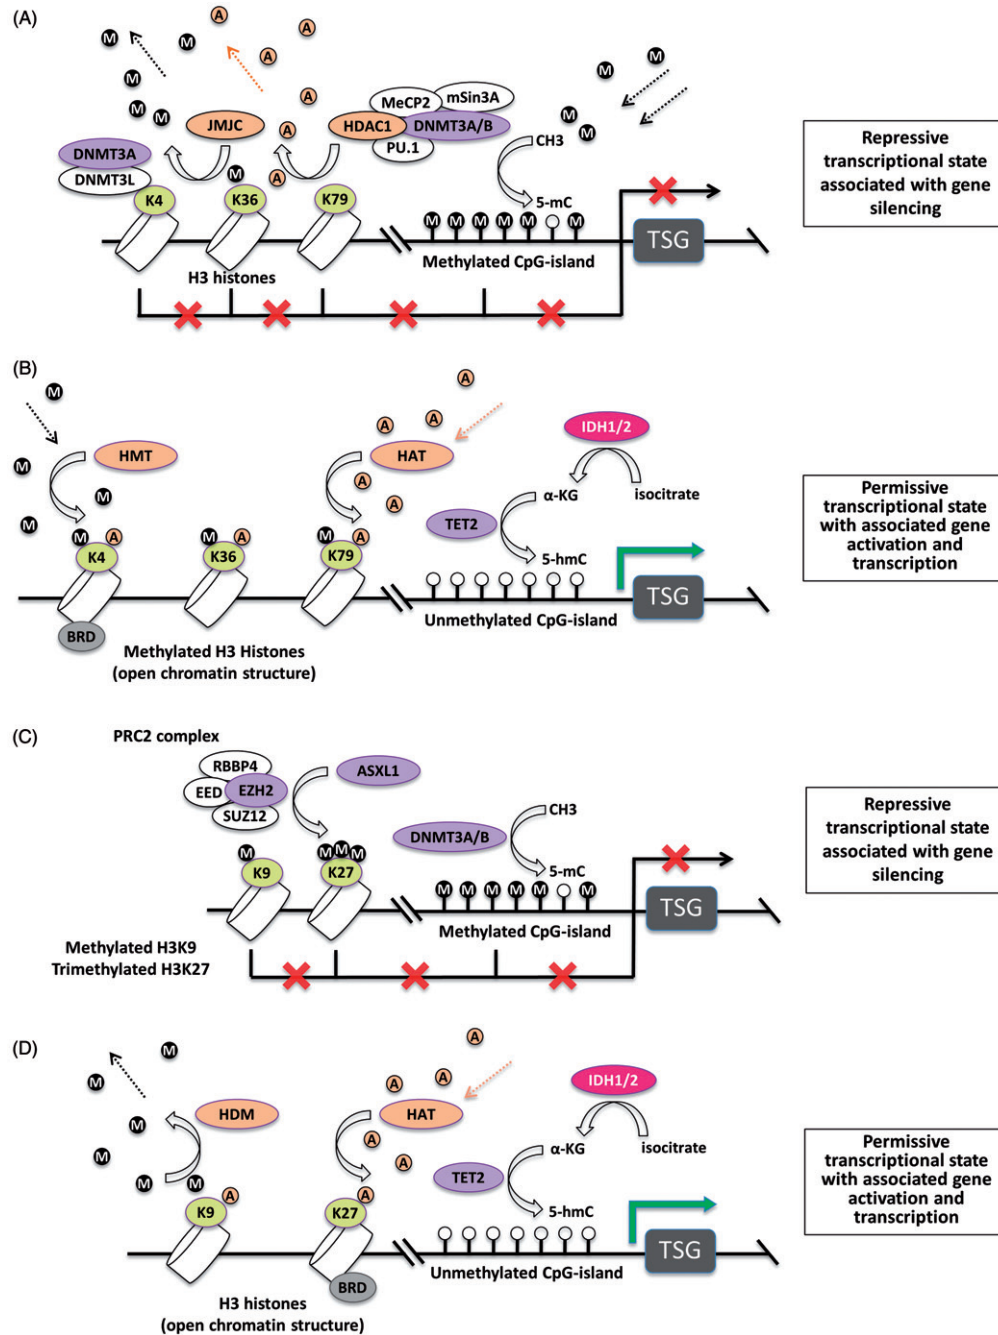 (A)
M
M
M
M
M
A
A
A
A
A
A
M
M
M
M
JMJC
HDAC1
MeCP2
mSin3A
DNMT3A/B
PU.1
DNMT3A
DNMT3L
CH3
5-mC
K4
M
K36
K79
M M M M M M
TSG
H3 histones
Methylated CpG-island
Repressive
transcriptional state
associated with gene
silencing
(B)
M
M
M
M
HMT
A
A
A
A
A
HAT
IDH1/2
α-KG
isocitrate
TET2
5-hmC
M A
K4
M A
K36
M A
K79
BRD
TSG
Unmethylated CpG-island
Methylated H3 Histones
(open chromatin structure)
Permissive
transcriptional state
with associated gene
activation and
transcription
(C)
PRC2 complex
RBBP4
EED
EZH2
SUZ12
ASXL1
DNMT3A/B
CH3
5-mC
M
K9
M M M
K27
M M M M M M
TSG
Methylated CpG-island
Methylated H3K9
Trimethylated H3K27
Repressive
transcriptional state
associated with gene
silencing
(D)
M
M
M
M
M
M
HDM
A
A
A
A
A
HAT
IDH1/2
α-KG
isocitrate
TET2
5-hmC
A
K9
A
K27
BRD
TSG
Unmethylated CpG-island
H3 histones
(open chromatin structure)
Permissive
transcriptional state
with associated gene
activation and
transcription